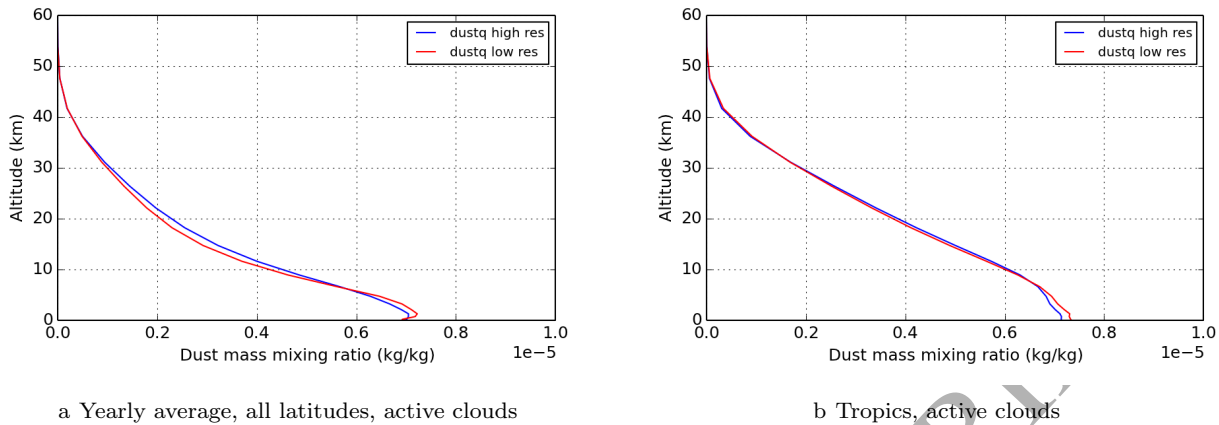 60
50
40
30
20
10
0
Altitude (km)
dustq high res
dustq low res
0.0 0.2 0.4 0.6 0.8 1.0
1e−5
Dust mass mixing ratio (kg/kg)
a Yearly average, all latitudes, active clouds
60
50
40
30
20
10
0
Altitude (km)
dustq high res
dustq low res
0.0 0.2 0.4 0.6 0.8 1.0
1e−5
Dust mass mixing ratio (kg/kg)
b Tropics, active clouds